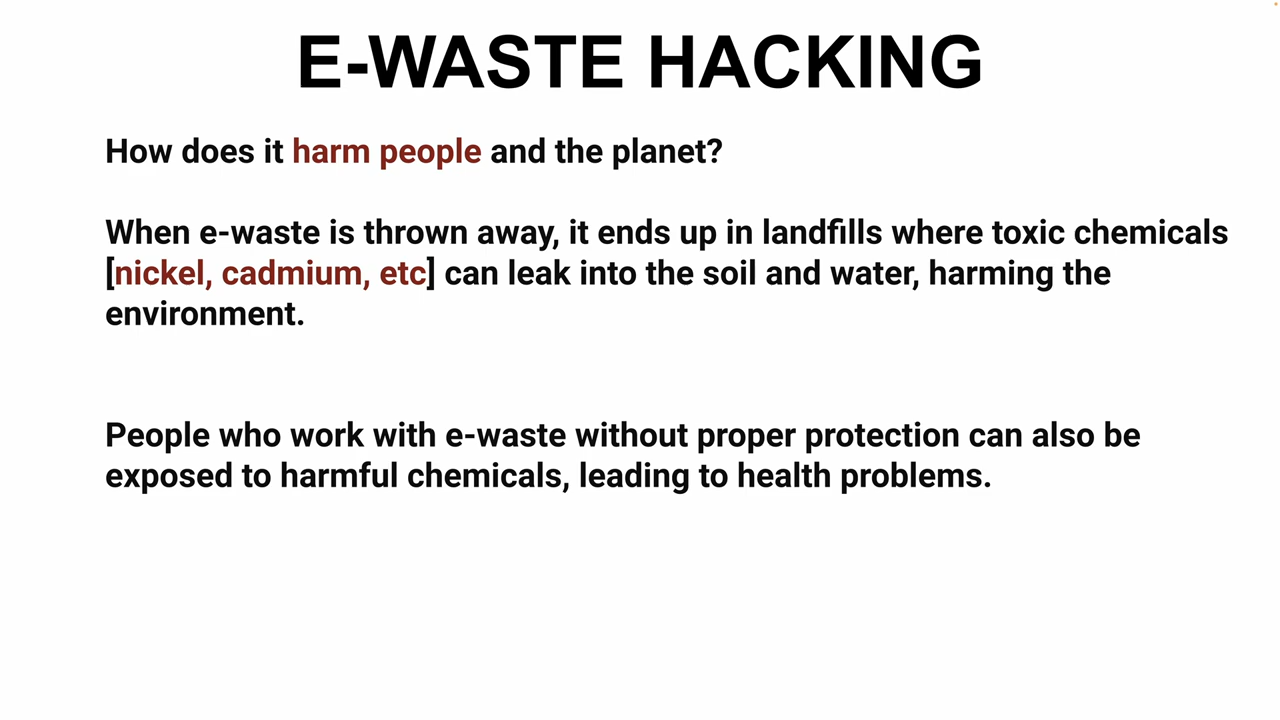 E-WASTE HACKING
How does it harm people and the planet?
When e-waste is thrown away, it ends up in landfills where toxic chemicals
[nickel, cadmium, etc] can leak into the soil and water, harming the
environment.
People who work with e-waste without proper protection can also be
exposed to harmful chemicals, leading to health problems.